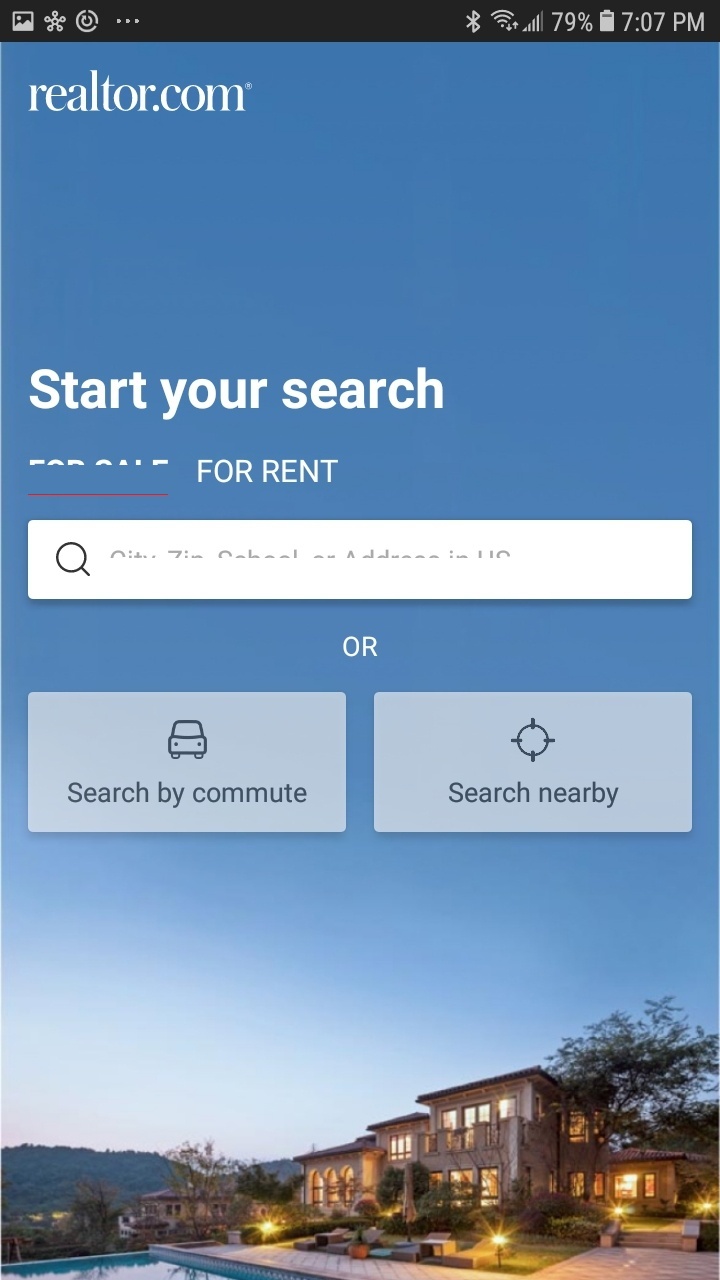 79% 7:07 PM
realtor.com®
Start your search
FOR SALE FOR RENT
City, Zip, School, or Address in US
OR
Search by commute Search nearby